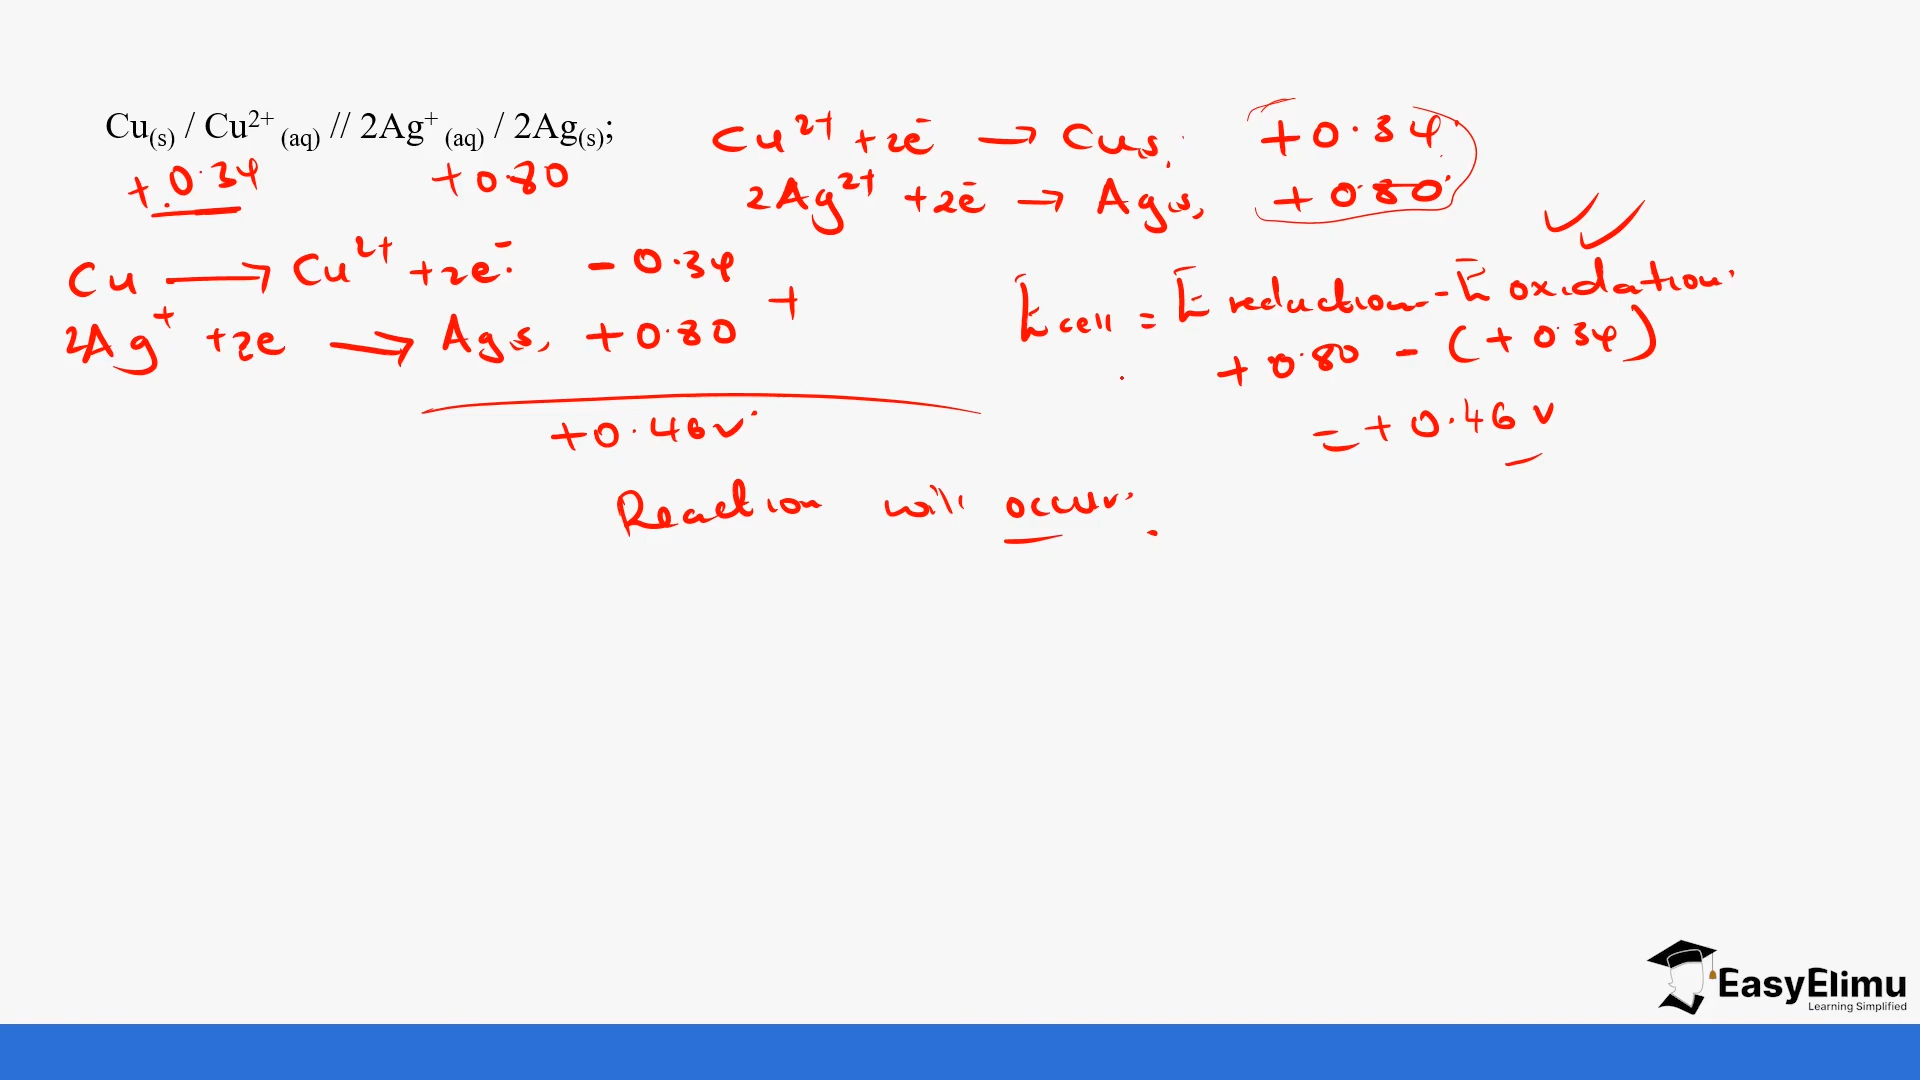 Cu(s) / Cu²⁺ (aq) // 2Ag⁺ (aq) / 2Ag(s);
+0.34 +0.80
Cu²⁺ + 2e⁻ → Cu(s) +0.34
2Ag²⁺ + 2e⁻ → Ag(s) +0.80
Cu → Cu²⁺ + 2e⁻ -0.34
2Ag⁺ + 2e → Ag(s) +0.80
+
+0.46v
E cell = E reduction - E oxidation.
+0.80 - (+0.34)
= +0.46 v
Reaction will occur.
EasyElimu
Learning Simplified